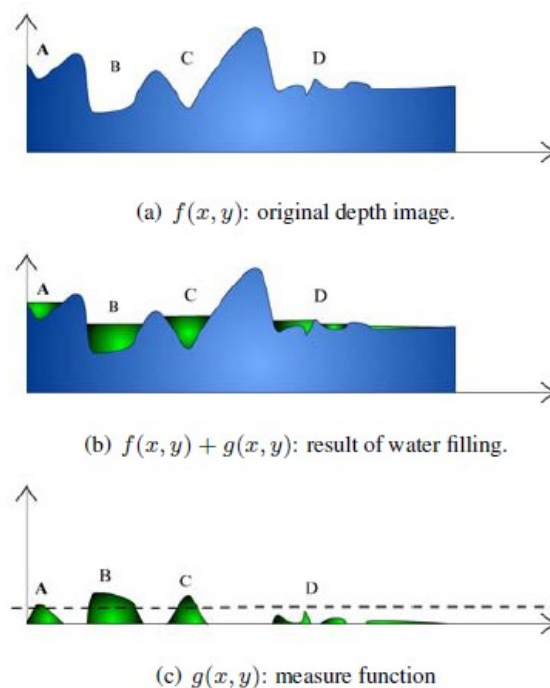 A
B
C
D
(a) f(x, y): original depth image.
A
B
C
D
(b) f(x, y) + g(x, y): result of water filling.
A
B
C
D
(c) g(x, y): measure function